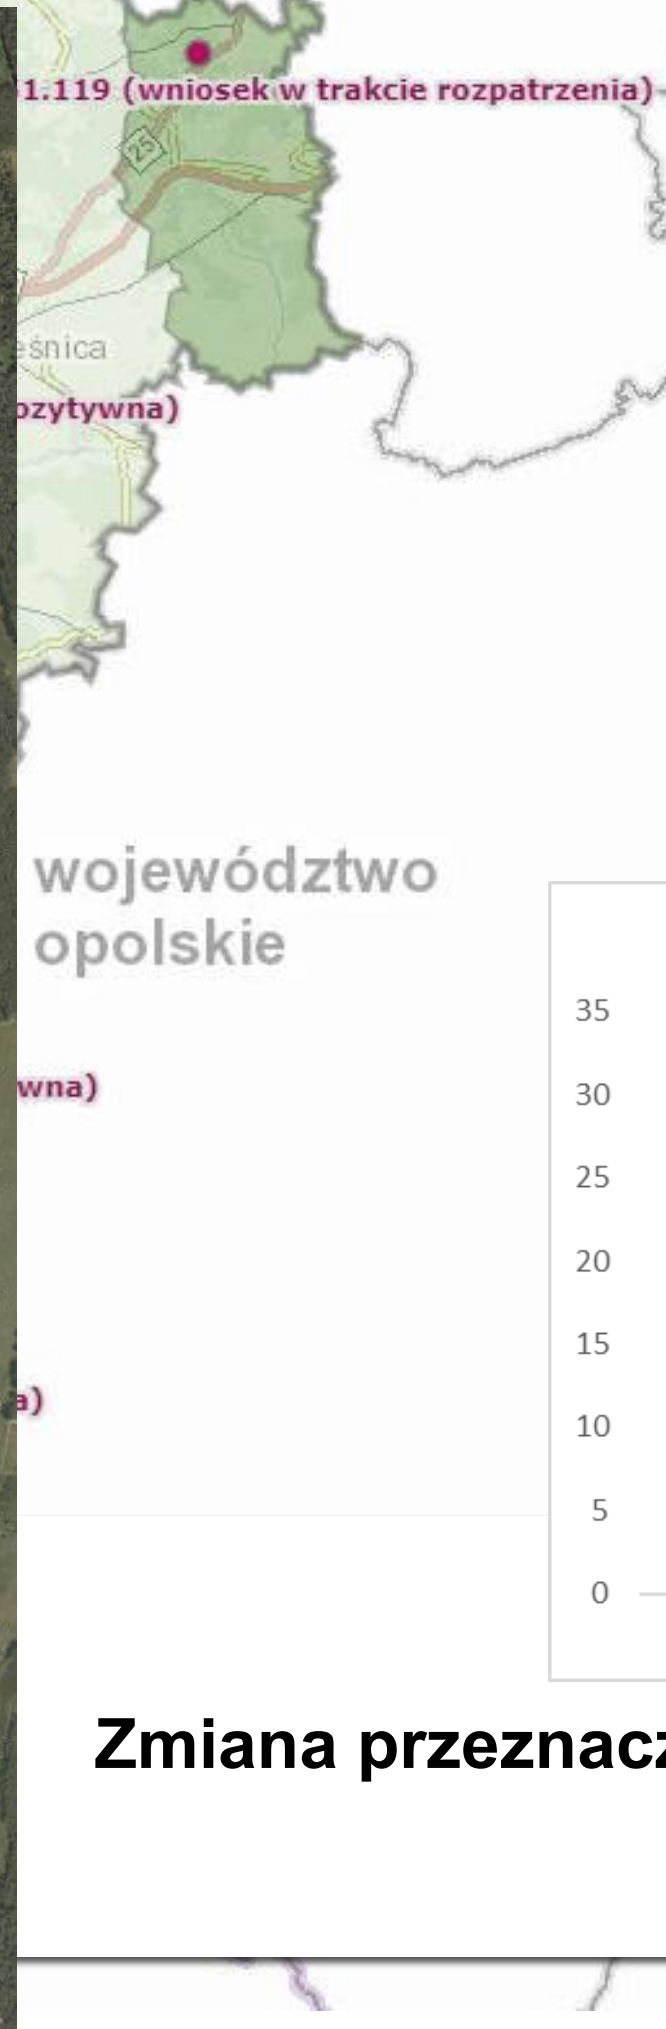 1.119 (wniosek w trakcie rozpatrzenia)
25
eśnica
ozytywna)
województwo
opolskie
wna)
a)
35
30
25
20
15
10
5
0
Zmiana przeznacz